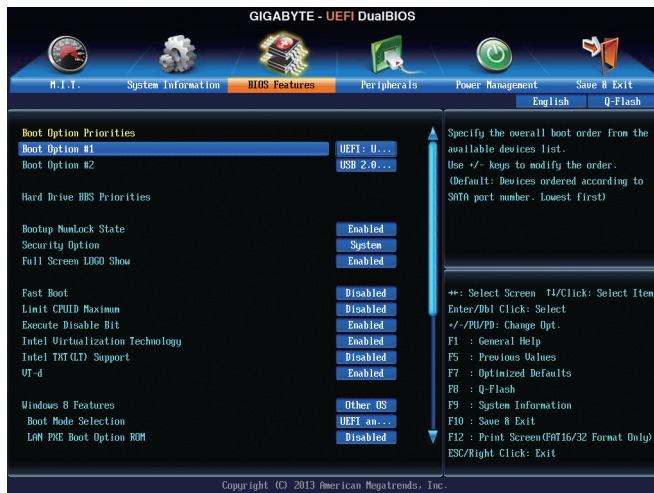 GIGABYTE - UEFI DualBIOS
M.I.T. System Information BIOS Features Peripherals Power Management Save & Exit
English Q-Flash
Boot Option Priorities
Boot Option #1 UEFI: U...
Boot Option #2 USB 2.0...
Hard Drive BBS Priorities
Bootup NumLock State Enabled
Security Option System
Full Screen LOGO Show Enabled
Fast Boot Disabled
Limit CPUID Maximum Disabled
Execute Disable Bit Enabled
Intel Virtualization Technology Enabled
Intel TXT(LT) Support Disabled
VT-d Enabled
Windows 8 Features Other OS
Boot Mode Selection UEFI an...
LAN PXE Boot Option ROM Disabled
Specify the overall boot order from the
available devices list.
Use +/- keys to modify the order.
(Default: Devices ordered according to
SATA port number. Lowest first)
→←: Select Screen ↑↓/Click: Select Item
Enter/Dbl Click: Select
+/-/PU/PD: Change Opt.
F1 : General Help
F5 : Previous Values
F7 : Optimized Defaults
F8 : Q-Flash
F9 : System Information
F10 : Save & Exit
F12 : Print Screen(FAT16/32 Format Only)
ESC/Right Click: Exit
Copyright (C) 2013 American Megatrends, Inc.